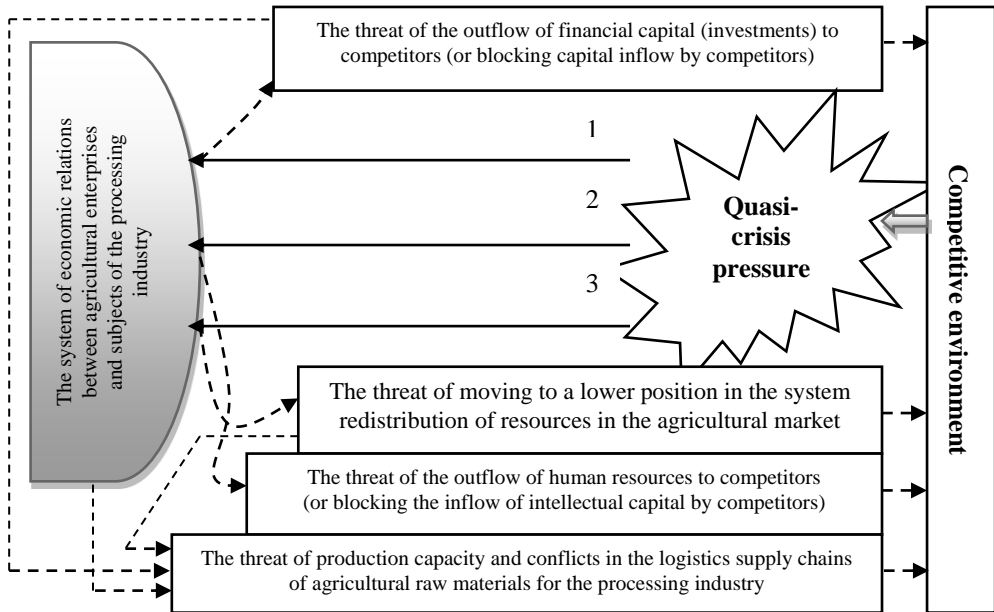 The threat of the outflow of financial capital (investments) to
competitors (or blocking capital inflow by competitors)
The system of economic relations
between agricultural enterprises
and subjects of the processing
industry
1
2
3
Quasi-
crisis
pressure
Competitive environment
The threat of moving to a lower position in the system
redistribution of resources in the agricultural market
The threat of the outflow of human resources to competitors
(or blocking the inflow of intellectual capital by competitors)
The threat of production capacity and conflicts in the logistics supply chains
of agricultural raw materials for the processing industry